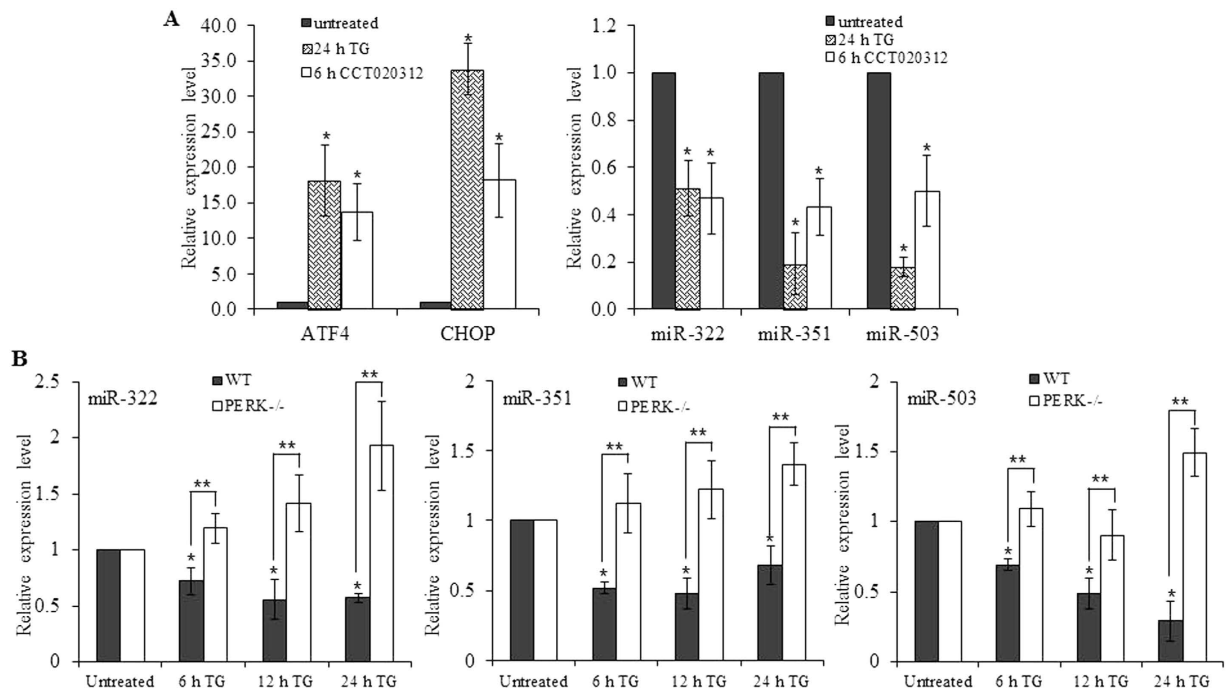 A
Relative expression level
40.0
35.0
30.0
25.0
20.0
15.0
10.0
5.0
0.0
untreated
24 h TG
6 h CCT020312
* * * *
ATF4 CHOP
Relative expression level
1.2
1.0
0.8
0.6
0.4
0.2
0.0
untreated
24 h TG
6 h CCT020312
* * * * * *
miR-322 miR-351 miR-503
B
Relative expression level
2.5
2
1.5
1
0.5
0
miR-322
WT
PERK-/-
** ** **
* * *
Untreated 6 h TG 12 h TG 24 h TG
Relative expression level
2
1.5
1
0.5
0
miR-351
WT
PERK-/-
** ** **
* * *
Untreated 6 h TG 12 h TG 24 h TG
Relative expression level
2
1.5
1
0.5
0
miR-503
WT
PERK-/-
** ** **
* * *
Untreated 6 h TG 12 h TG 24 h TG